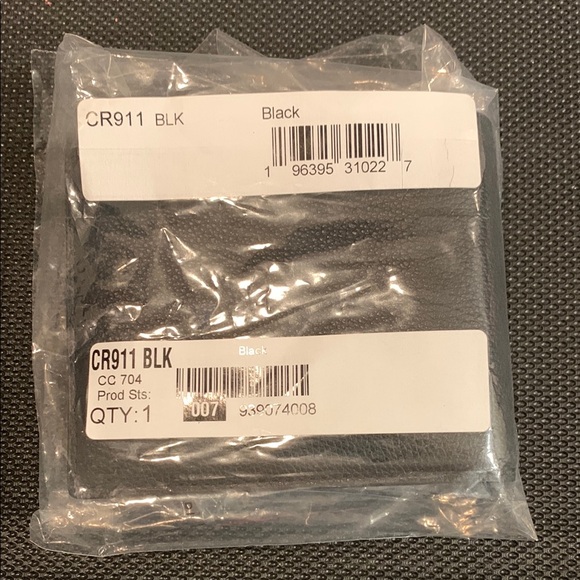 CR911 BLK Black
1 96395 31022 7
CR911 BLK Black
CC 704
Prod Sts:
QTY:1 007 939074008